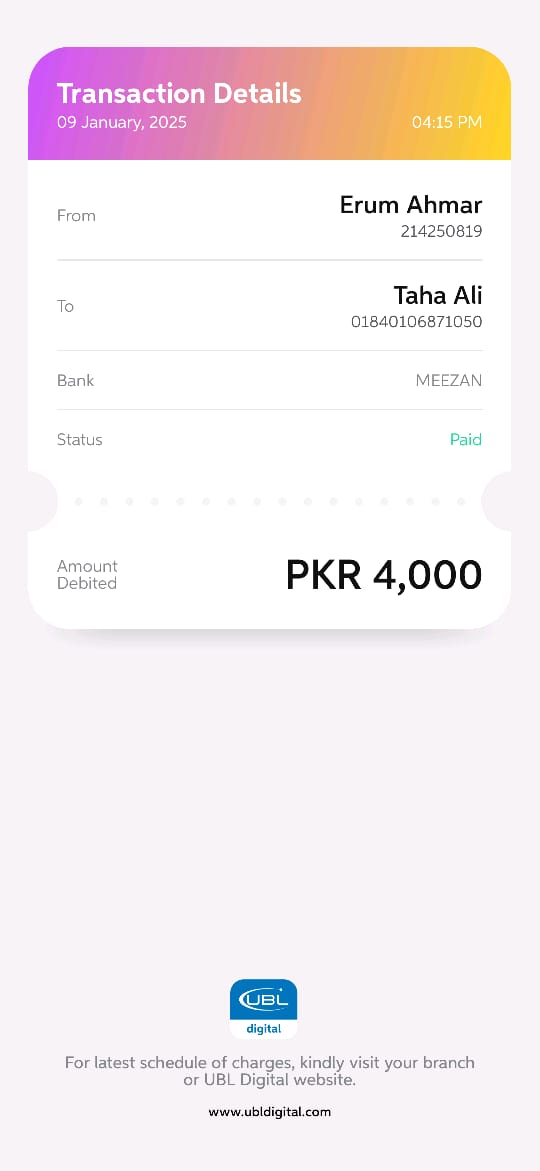 Transaction Details
09 January, 2025 04:15 PM
From
Erum Ahmar
214250819
To
Taha Ali
01840106871050
Bank MEEZAN
Status Paid
Amount
Debited
PKR 4,000
UBL
digital
For latest schedule of charges, kindly visit your branch
or UBL Digital website.
www.ubldigital.com